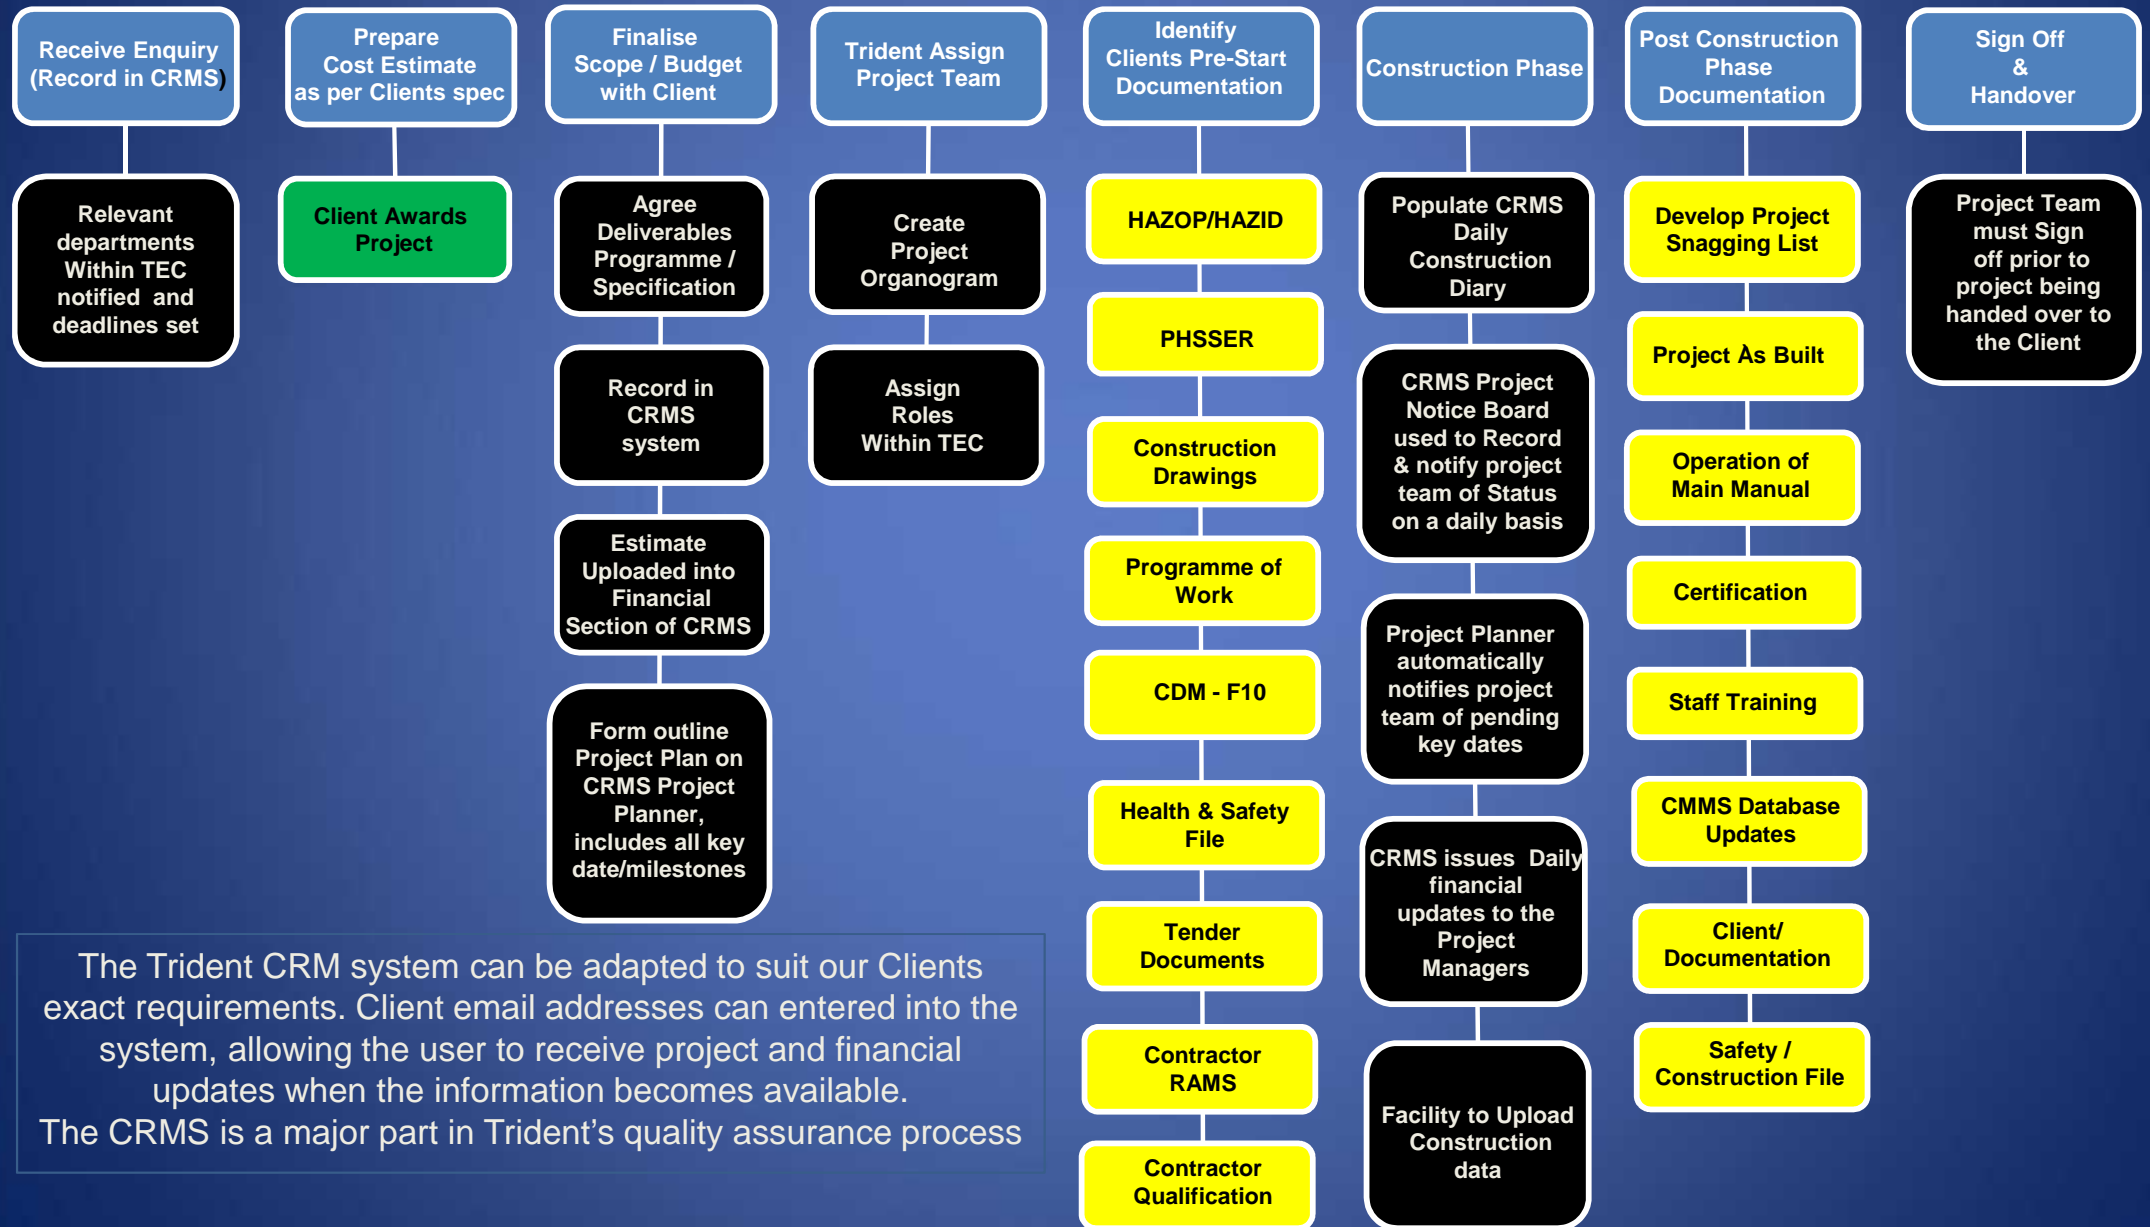 Receive Enquiry
(Record in CRMS)
Relevant
departments
Within TEC
notified and
deadlines set
Prepare
Cost Estimate
as per Clients spec
Client Awards
Project
Finalise
Scope / Budget
with Client
Agree
Deliverables
Programme /
Specification
Record in
CRMS
system
Estimate
Uploaded into
Financial
Section of CRMS
Form outline
Project Plan on
CRMS Project
Planner,
includes all key
date/milestones
Trident Assign
Project Team
Create
Project
Organogram
Assign
Roles
Within TEC
Identify
Clients Pre-Start
Documentation
HAZOP/HAZID
PHSSER
Construction
Drawings
Programme of
Work
CDM - F10
Health & Safety
File
Tender
Documents
Contractor
RAMS
Contractor
Qualification
Construction Phase
Populate CRMS
Daily
Construction
Diary
CRMS Project
Notice Board
used to Record
& notify project
team of Status
on a daily basis
Project Planner
automatically
notifies project
team of pending
key dates
CRMS issues Daily
financial
updates to the
Project
Managers
Facility to Upload
Construction
data
Post Construction
Phase
Documentation
Develop Project
Snagging List
Project Às Built
Operation of
Main Manual
Certification
Staff Training
CMMS Database
Updates
Client/
Documentation
Safety /
Construction File
Sign Off
&
Handover
Project Team
must Sign
off prior to
project being
handed over to
the Client
The Trident CRM system can be adapted to suit our Clients
exact requirements. Client email addresses can entered into the
system, allowing the user to receive project and financial
updates when the information becomes available.
The CRMS is a major part in Trident’s quality assurance process